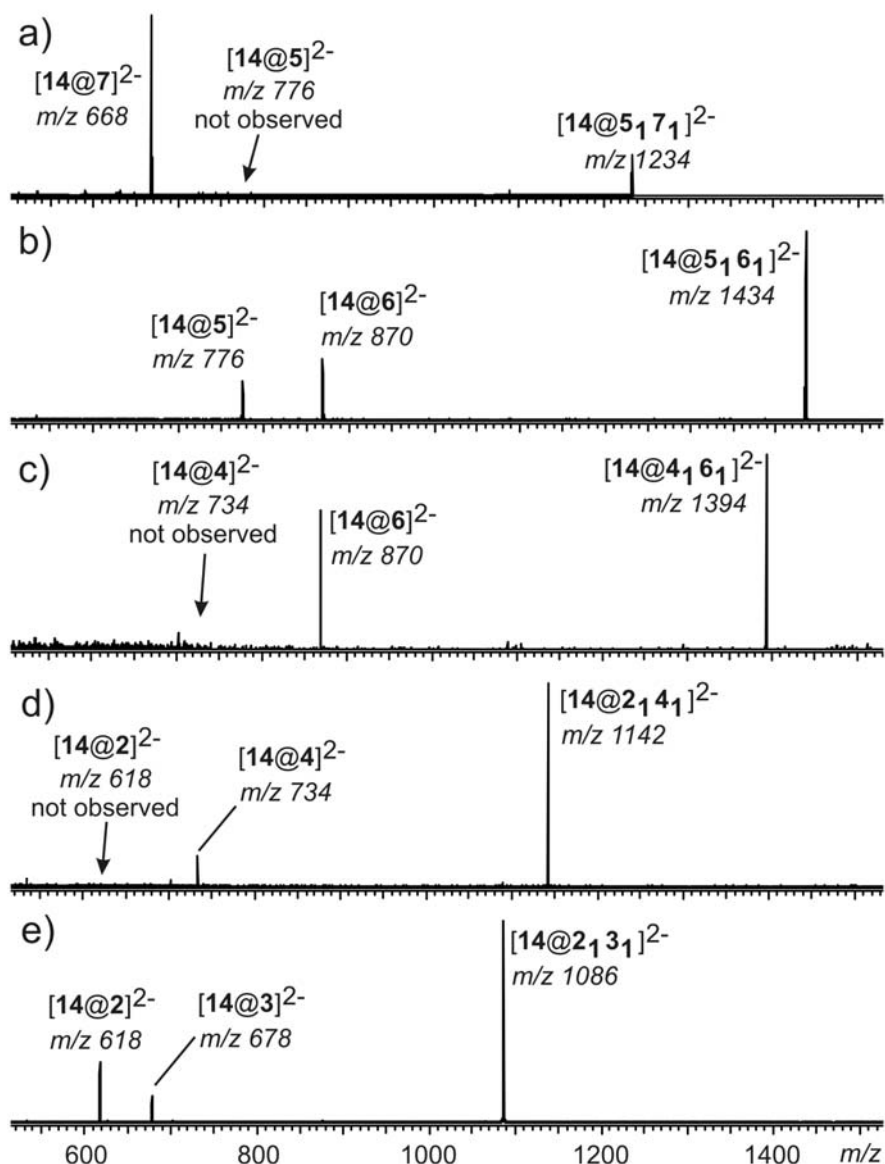 a)
[14@7]2-
m/z 668
[14@5]2-
m/z 776
not observed
[14@5₁7₁]2-
m/z 1234
b)
[14@5]2-
m/z 776
[14@6]2-
m/z 870
[14@5₁6₁]2-
m/z 1434
c)
[14@4]2-
m/z 734
not observed
[14@6]2-
m/z 870
[14@4₁6₁]2-
m/z 1394
d)
[14@2]2-
m/z 618
not observed
[14@4]2-
m/z 734
[14@2₁4₁]2-
m/z 1142
e)
[14@2]2-
m/z 618
[14@3]2-
m/z 678
[14@2₁3₁]2-
m/z 1086
600 800 1000 1200 1400 m/z